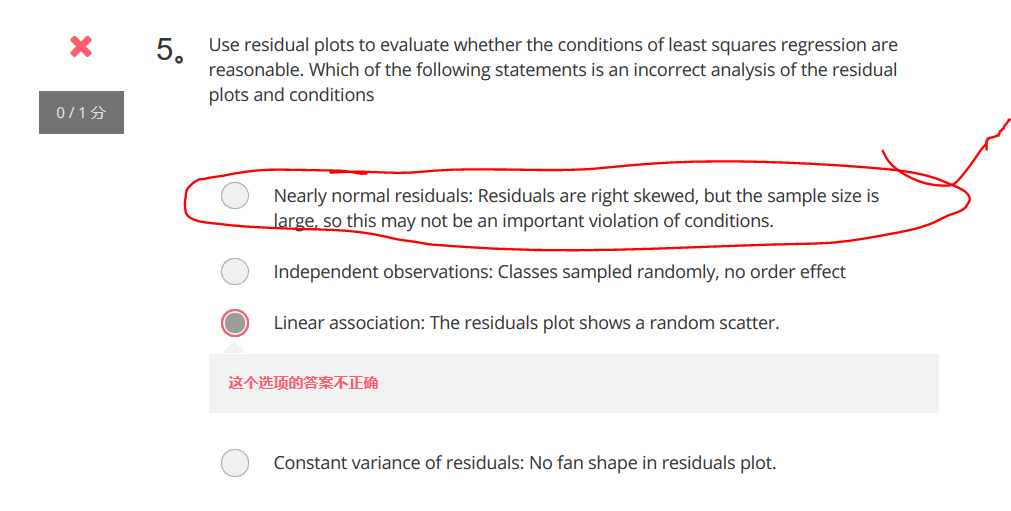 5。
Use residual plots to evaluate whether the conditions of least squares regression are
reasonable. Which of the following statements is an incorrect analysis of the residual
plots and conditions
0 / 1 分
Nearly normal residuals: Residuals are right skewed, but the sample size is
large, so this may not be an important violation of conditions.
Independent observations: Classes sampled randomly, no order effect
Linear association: The residuals plot shows a random scatter.
这个选项的答案不正确
Constant variance of residuals: No fan shape in residuals plot.